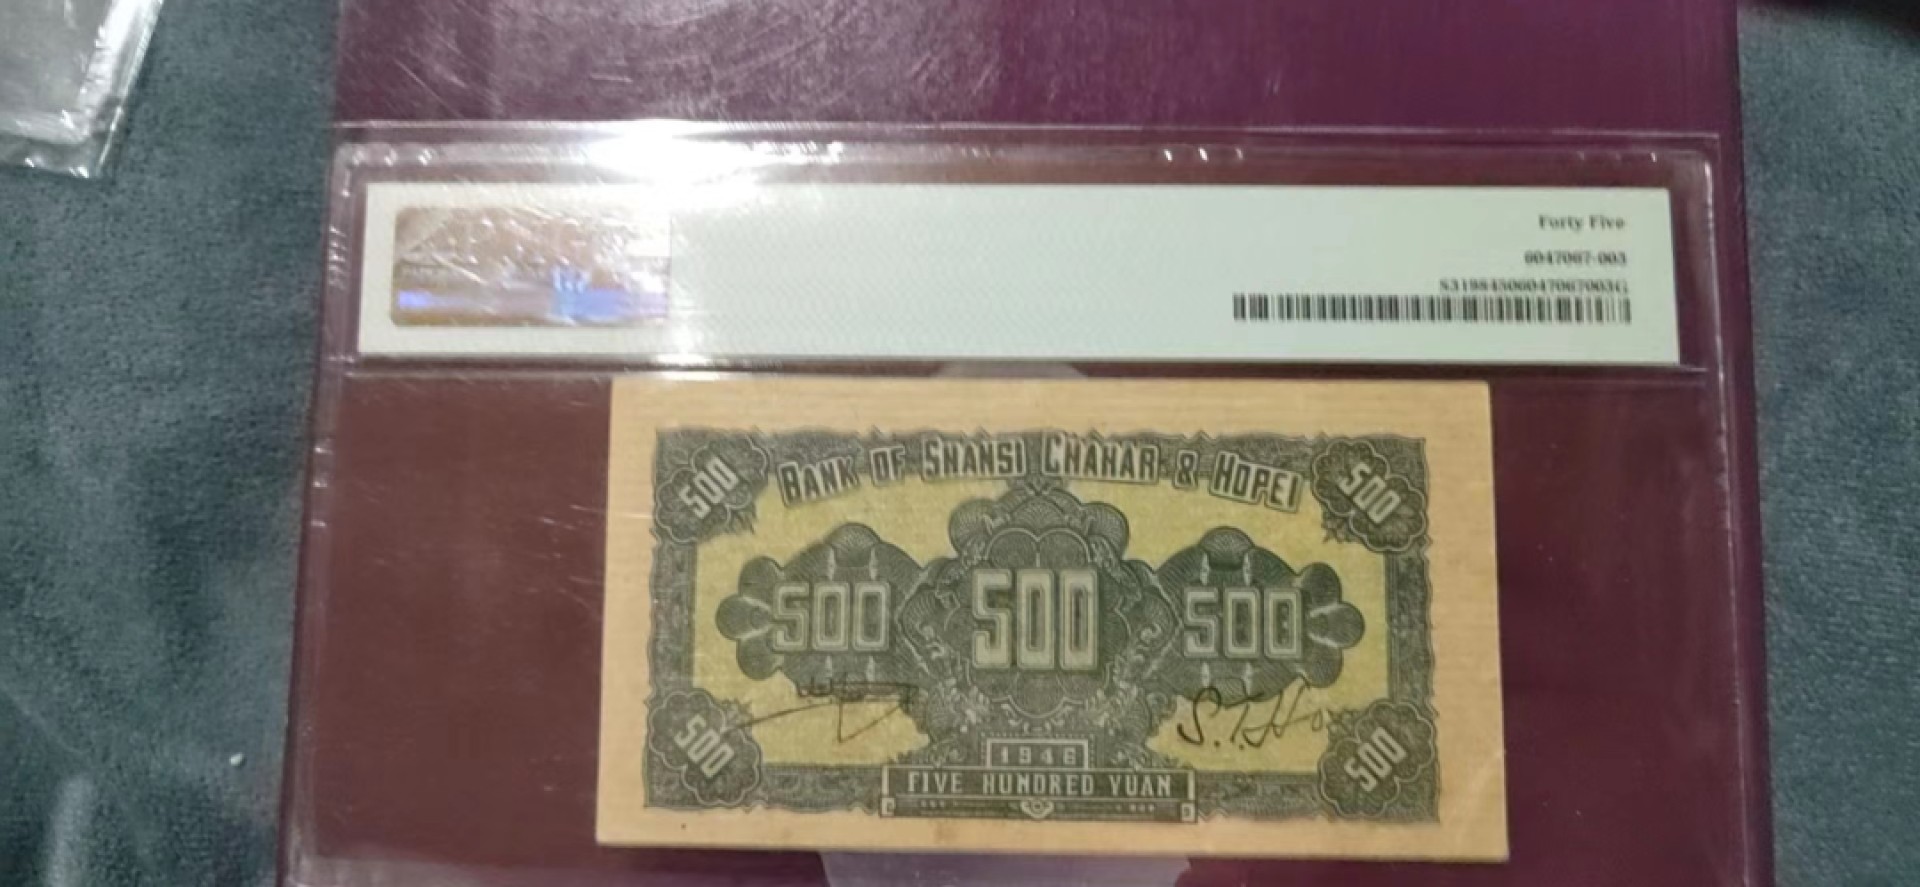 Forty Five
6047067-003
S31984506047067003G
BANK OF SHANSI CHAHAR & HOPEI
500 500
500 500 500
S.T.
1946
500 500
FIVE HUNDRED YUAN